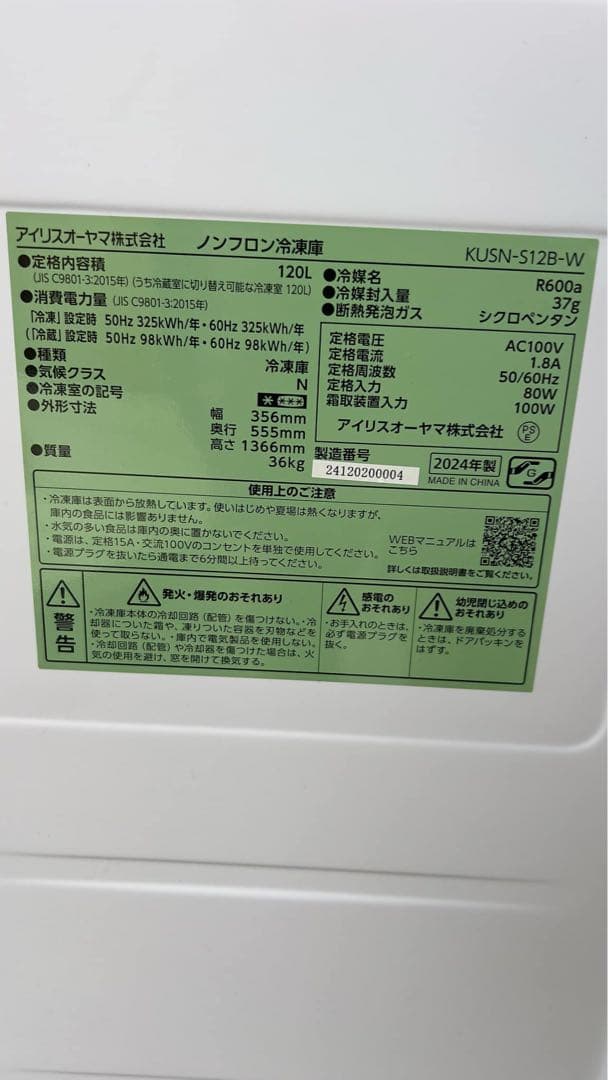 アイリスオーヤマ株式会社 ノンフロン冷凍庫 KUSN-S12B-W
●定格内容積 120L
(JIS C9801-3:2015年) (うち冷蔵室に切り替え可能な冷凍室 120L)
●消費電力量 (JIS C9801-3:2015年)
「冷凍」設定時 50Hz 325kWh/年・60Hz 325kWh/年
(「冷蔵」設定時 50Hz 98kWh/年・60Hz 98kWh/年)
●種類 冷凍庫
●気候クラス N
●冷凍室の記号
●外形寸法 幅 356mm
奥行 555mm
高さ 1366mm
●質量 36kg
●冷媒名 R600a
●冷媒封入量 37g
●断熱発泡ガス シクロペンタン
定格電圧 AC100V
定格電流 1.8A
定格周波数 50/60Hz
定格入力 80W
霜取装置入力 100W
アイリスオーヤマ株式会社 PSE
製造番号
24120200004
2024年製
MADE IN CHINA
G
使用上のご注意
・冷凍庫は表面から放熱しています。使いはじめや夏場は熱くなりますが、
庫内の食品には影響ありません。
・水気の多い食品は庫内の奥に置かないでください。
・電源は、定格15A・交流100Vのコンセントを単独で使用してください。
・電源プラグを抜いたら通電まで6分間以上待ってください。
WEBマニュアルは
こちら
詳しくは取扱説明書をご覧ください。
警告
発火・爆発のおそれあり
・冷凍庫本体の冷却回路(配管)を傷つけない。・冷
却器についた霜や、凍りついた容器を刃物などを
使って取らない。・庫内で電気製品を使用しない。
・冷却回路(配管)や冷却器を傷つけた場合は、火
気の使用を避け、窓を開けて換気する。
感電の
おそれあり
・お手入れのときは、
必ず電源プラグを
抜く。
幼児閉じ込めの
おそれあり
・冷凍庫を廃棄処分する
ときは、ドアパッキンを
はずす。